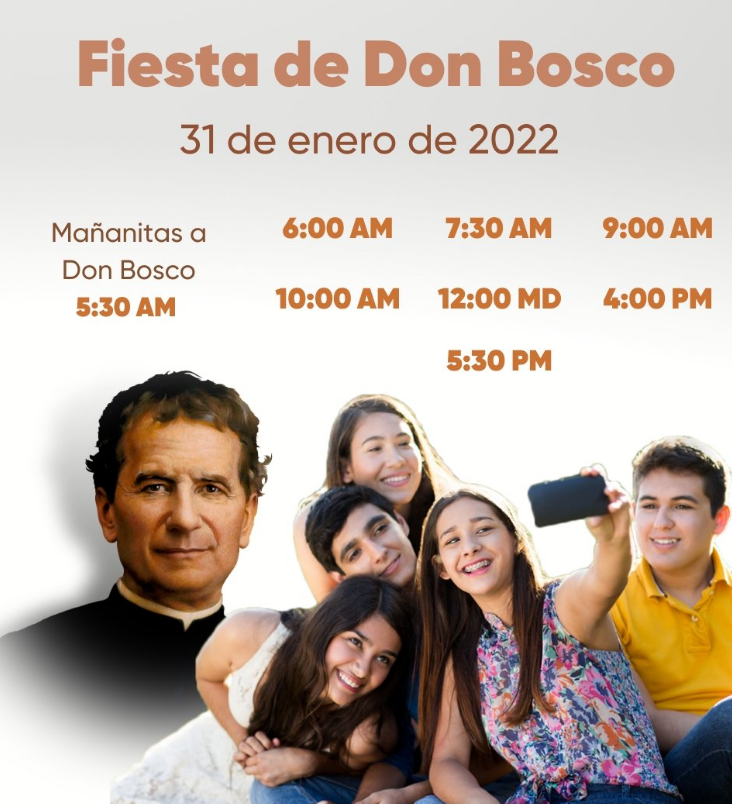 Fiesta de Don Bosco
31 de enero de 2022
Mañanitas a
Don Bosco
5:30 AM
6:00 AM 7:30 AM 9:00 AM
10:00 AM 12:00 MD 4:00 PM
5:30 PM